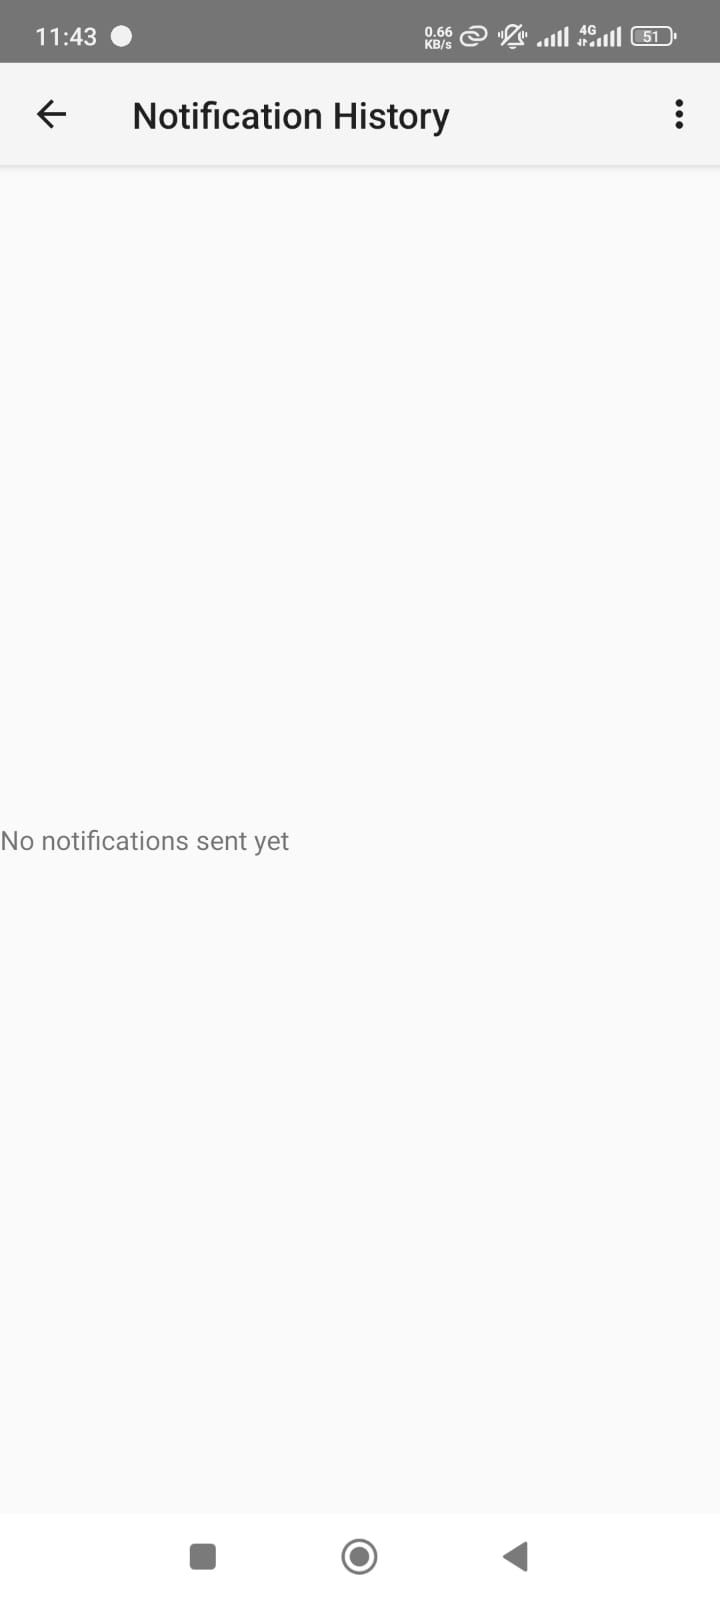 11:43
0.66
KB/s
4G
51
Notification History
No notifications sent yet